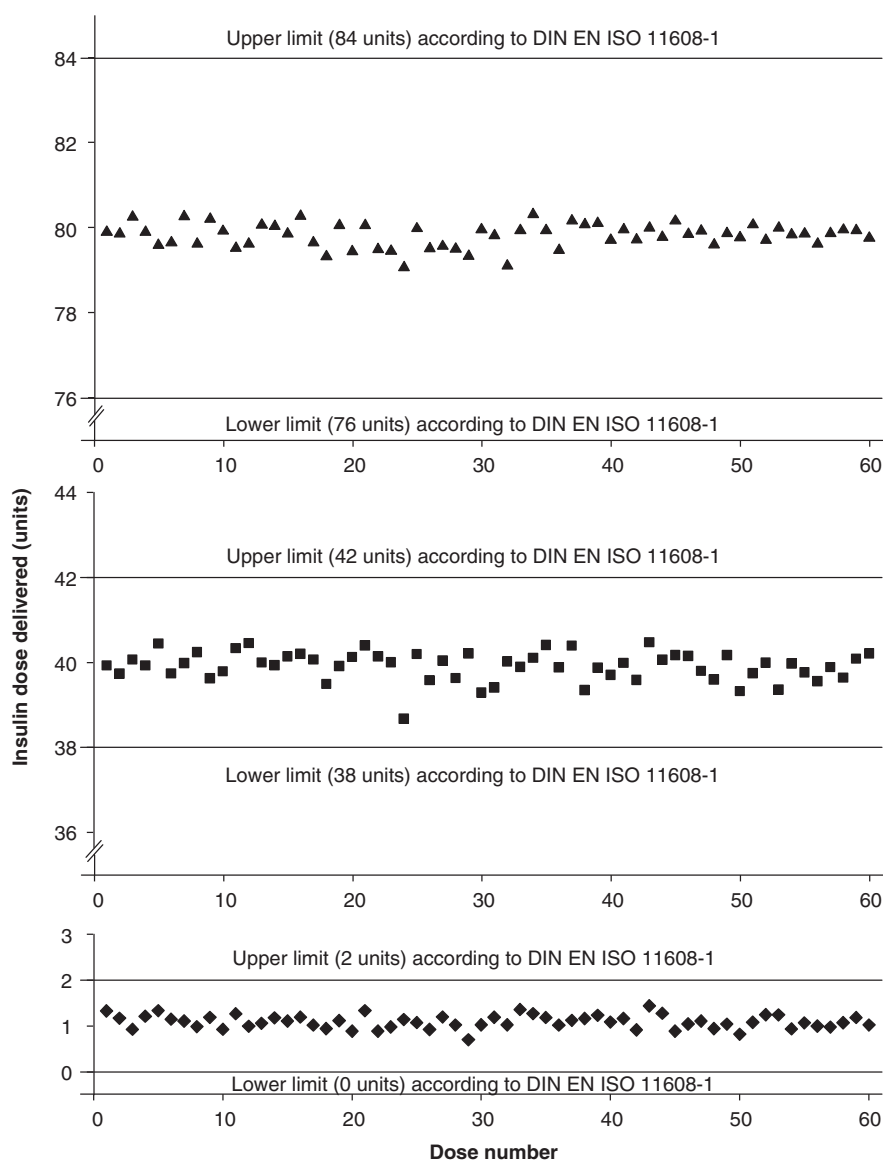 Upper limit (84 units) according to DIN EN ISO 11608-1
84
82
80
78
76
Lower limit (76 units) according to DIN EN ISO 11608-1
0 10 20 30 40 50 60
Insulin dose delivered (units)
44
Upper limit (42 units) according to DIN EN ISO 11608-1
42
40
38
Lower limit (38 units) according to DIN EN ISO 11608-1
36
0 10 20 30 40 50 60
3
Upper limit (2 units) according to DIN EN ISO 11608-1
2
1
0
Lower limit (0 units) according to DIN EN ISO 11608-1
0 10 20 30 40 50 60
Dose number